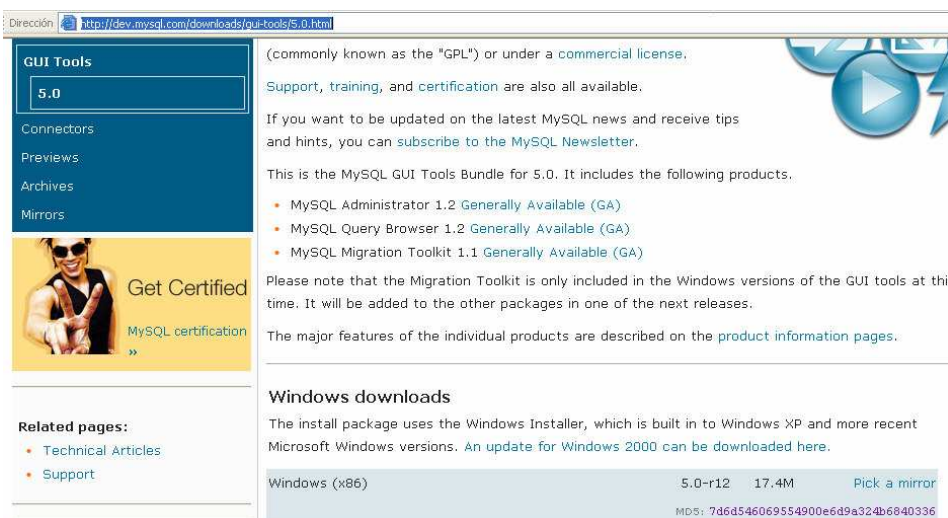 Dirección http://dev.mysql.com/downloads/gui-tools/5.0.html
GUI Tools
5.0
Connectors
Previews
Archives
Mirrors
Get Certified
MySQL certification
»
Related pages:
• Technical Articles
• Support
(commonly known as the "GPL") or under a commercial license.
Support, training, and certification are also all available.
If you want to be updated on the latest MySQL news and receive tips
and hints, you can subscribe to the MySQL Newsletter.
This is the MySQL GUI Tools Bundle for 5.0. It includes the following products.
• MySQL Administrator 1.2 Generally Available (GA)
• MySQL Query Browser 1.2 Generally Available (GA)
• MySQL Migration Toolkit 1.1 Generally Available (GA)
Please note that the Migration Toolkit is only included in the Windows versions of the GUI tools at thi
time. It will be added to the other packages in one of the next releases.
The major features of the individual products are described on the product information pages.
Windows downloads
The install package uses the Windows Installer, which is built in to Windows XP and more recent
Microsoft Windows versions. An update for Windows 2000 can be downloaded here.
Windows (x86) 5.0-r12 17.4M Pick a mirror
MD5: 7d6d546069554900e6d9a324b6840336